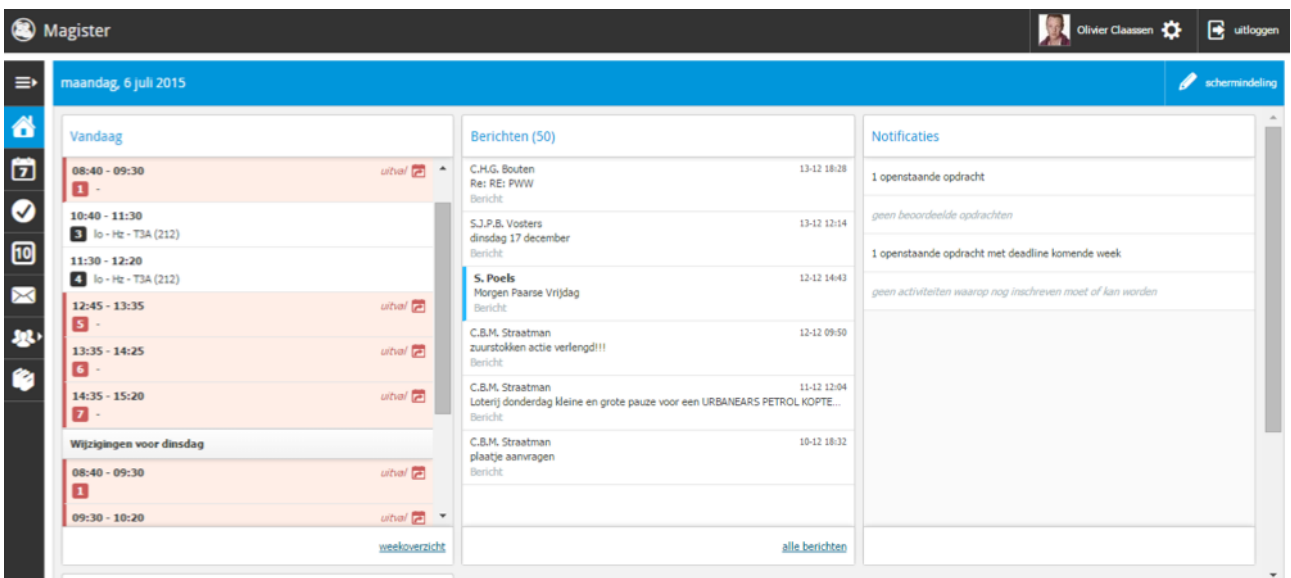 Magister
Olivier Claassen
uitloggen
maandag, 6 juli 2015
schermindeling
7
10
Vandaag
08:40 - 09:30
uitval
1 -
10:40 - 11:30
3 lo - Hz - T3A (212)
11:30 - 12:20
4 lo - Hz - T3A (212)
12:45 - 13:35
uitval
5 -
13:35 - 14:25
uitval
6 -
14:35 - 15:20
uitval
7 -
Wijzigingen voor dinsdag
08:40 - 09:30
uitval
1
09:30 - 10:20
uitval
weekoverzicht
Berichten (50)
C.H.G. Bouten
13-12 18:28
Re: RE: PWW
Bericht
S.J.P.B. Vosters
13-12 12:14
dinsdag 17 december
Bericht
S. Poels
12-12 14:43
Morgen Paarse Vrijdag
Bericht
C.B.M. Straatman
12-12 09:50
zuurstokken actie verlengd!!!
Bericht
C.B.M. Straatman
11-12 12:04
Loterij donderdag kleine en grote pauze voor een URBANEARS PETROL KOPTE...
Bericht
C.B.M. Straatman
10-12 18:32
plaatje aanvragen
Bericht
alle berichten
Notificaties
1 openstaande opdracht
geen beoordeelde opdrachten
1 openstaande opdracht met deadline komende week
geen activiteiten waarop nog inschreven moet of kan worden